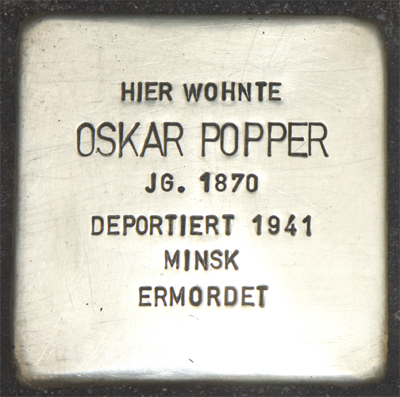 HIER WOHNTE
OSKAR POPPER
JG. 1870
DEPORTIERT 1941
MINSK
ERMORDET